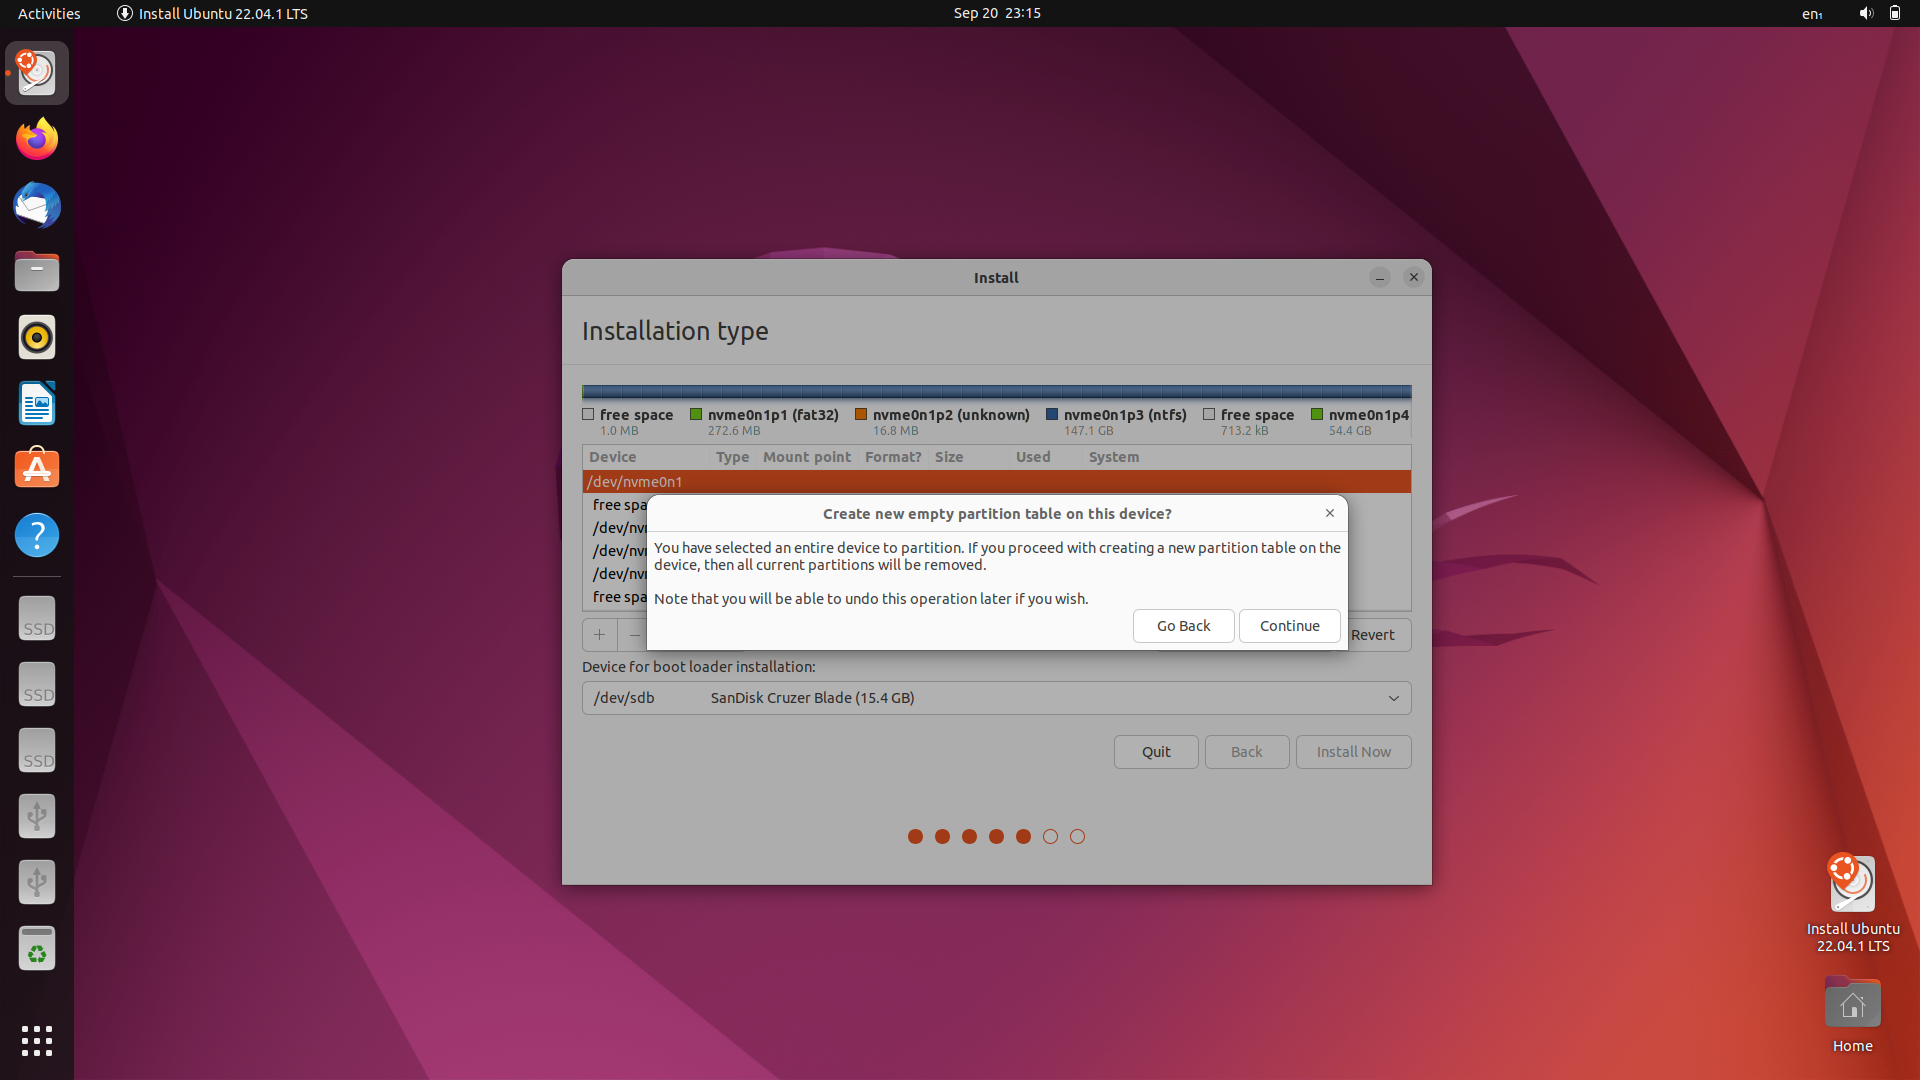 Activities
Install Ubuntu 22.04.1 LTS
Sep 20 23:15
en₁
Install
Installation type
free space
nvme0n1p1 (fat32)
nvme0n1p2 (unknown)
nvme0n1p3 (ntfs)
free space
nvme0n1p4
1.0 MB
272.6 MB
16.8 MB
147.1 GB
713.2 kB
54.4 GB
Device Type Mount point Format? Size Used System
/dev/nvme0n1
free spa
/dev/nv
/dev/nv
/dev/nv
free spa
Create new empty partition table on this device?
You have selected an entire device to partition. If you proceed with creating a new partition table on the
device, then all current partitions will be removed.
Note that you will be able to undo this operation later if you wish.
Go Back
Continue
+
−
Revert
Device for boot loader installation:
/dev/sdb SanDisk Cruzer Blade (15.4 GB)
Quit
Back
Install Now
SSD
SSD
SSD
Install Ubuntu
22.04.1 LTS
Home